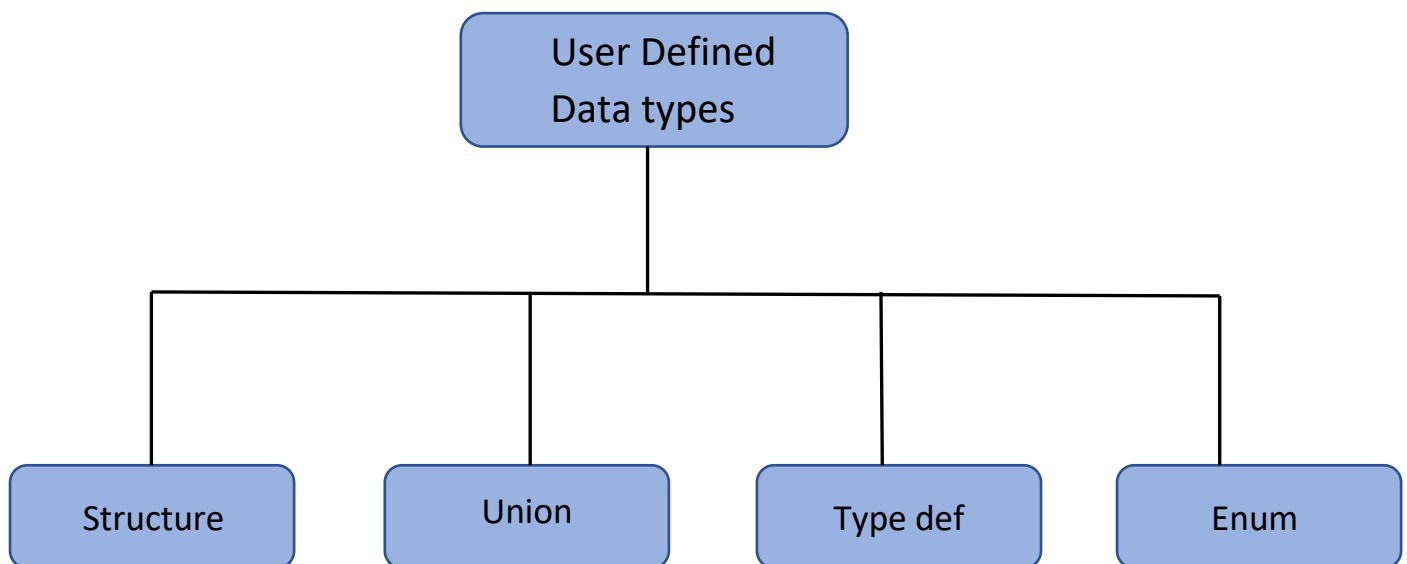 User Defined
Data types
Structure
Union
Type def
Enum